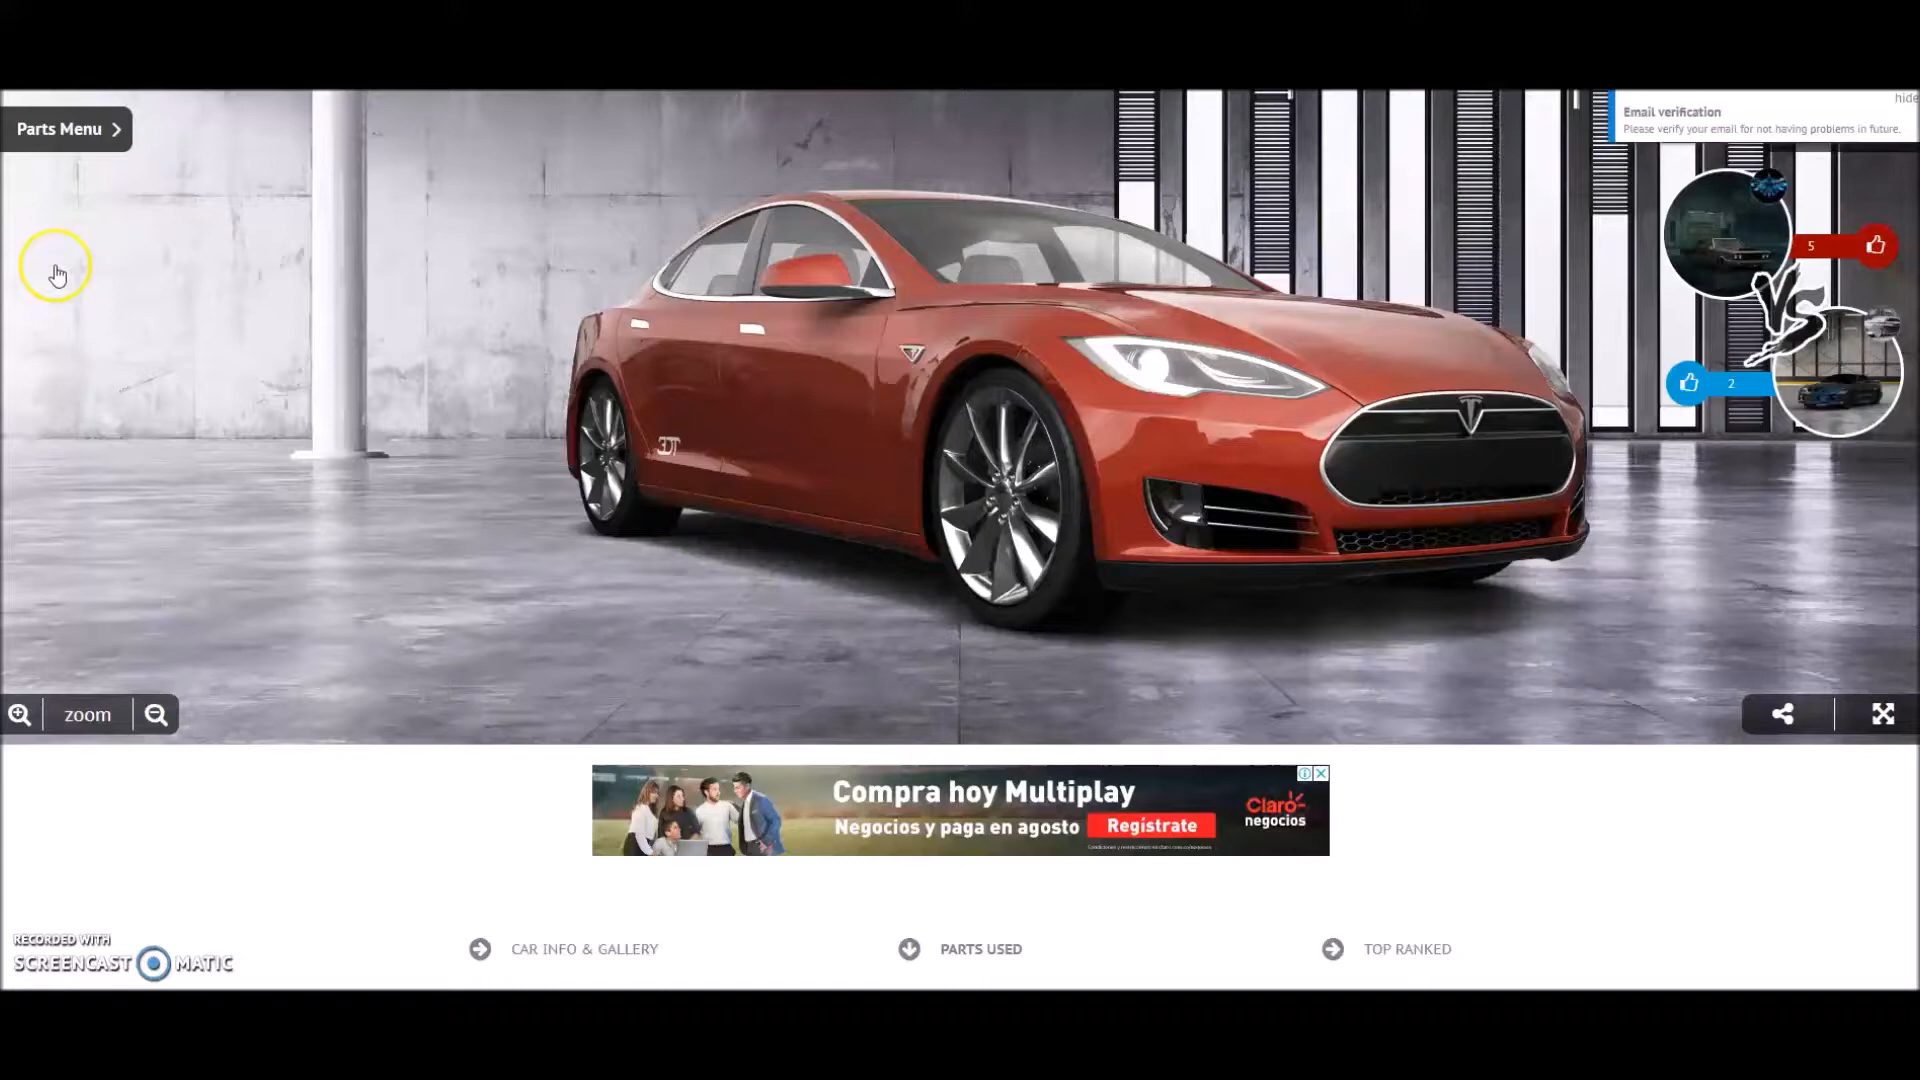 Parts Menu
hide
Email verification
Please verify your email for not having problems in future.
5
VS
2
3DT
zoom
Compra hoy Multiplay
Negocios y paga en agosto
Regístrate
Claro-
negocios
RECORDED WITH
SCREENCAST MATIC
CAR INFO & GALLERY
PARTS USED
TOP RANKED